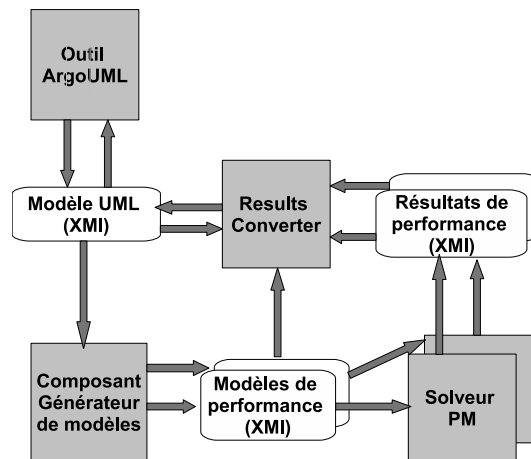 Outil
ArgoUML
Modèle UML
(XMI)
Results
Converter
Résultats de
performance
(XMI)
Composant
Générateur
de modèles
Modèles de
performance
(XMI)
Solveur
PM